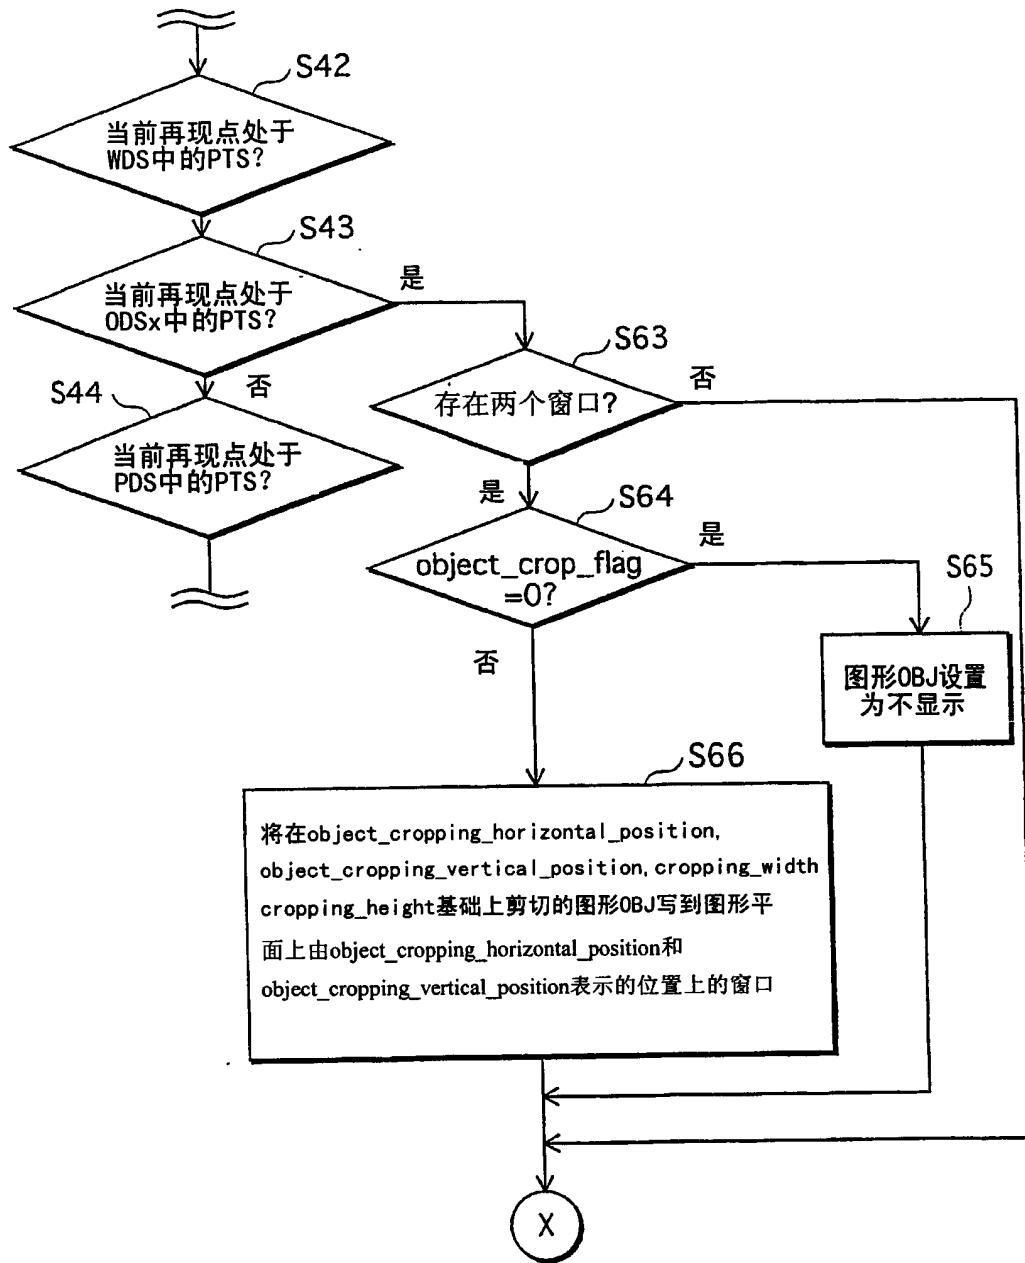 S42
当前再现点处于
WDS中的PTS?
S43
当前再现点处于
ODSx中的PTS?
是
否
S44
当前再现点处于
PDS中的PTS?
S63
存在两个窗口?
否
是
S64
object_crop_flag
=0?
是
否
S65
图形OBJ设置
为不显示
S66
将在object_cropping_horizontal_position,
object_cropping_vertical_position,cropping_width
cropping_height基础上剪切的图形OBJ写到图形平
面上由object_cropping_horizontal_position和
object_cropping_vertical_position表示的位置上的窗口
X